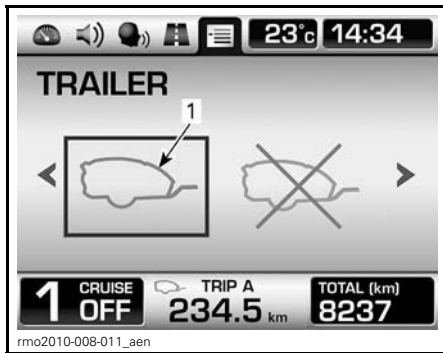 23°c 14:34
TRAILER
1
1 CRUISE OFF TRIP A 234.5 km TOTAL (km) 8237
rmo2010-008-011_aen